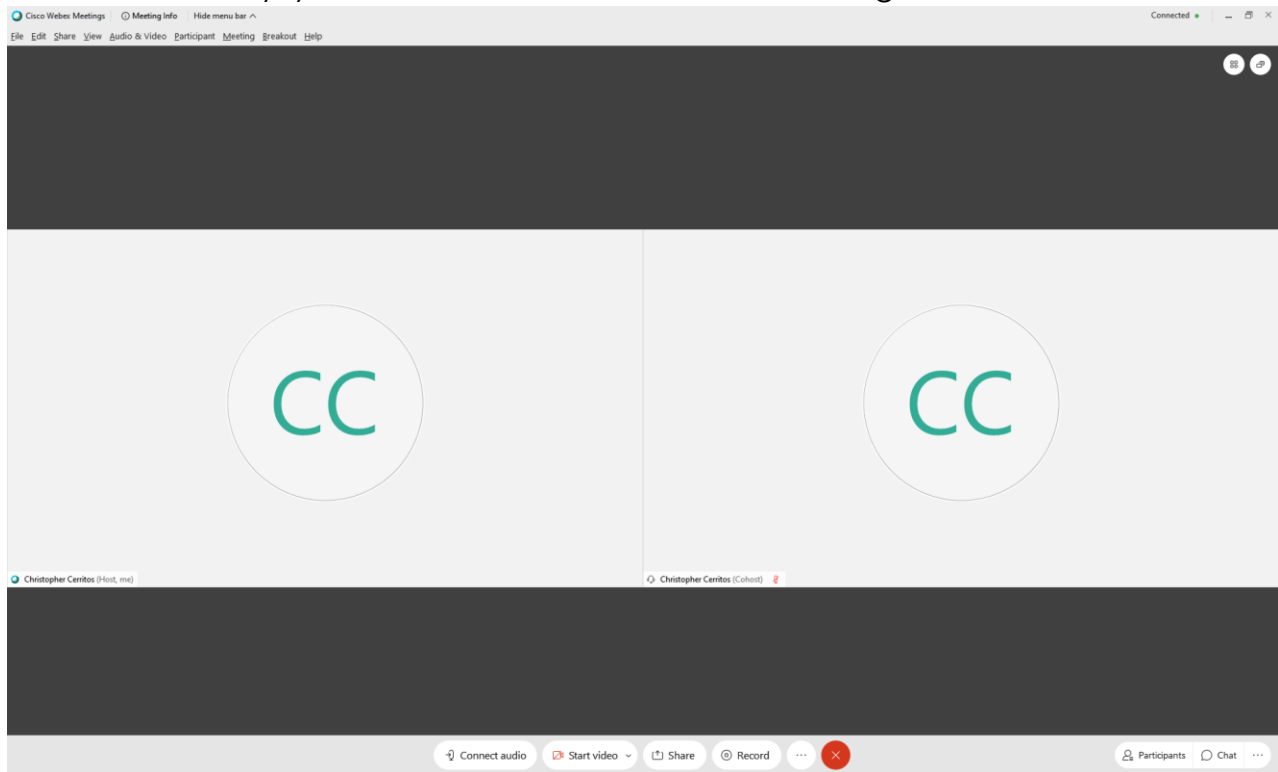 Cisco Webex Meetings Meeting Info Hide menu bar Connected
File Edit Share View Audio & Video Participant Meeting Breakout Help
CC CC
Christopher Cerritos (Host, me) Christopher Cerritos (Cohost)
Connect audio Start video Share Record Participants Chat